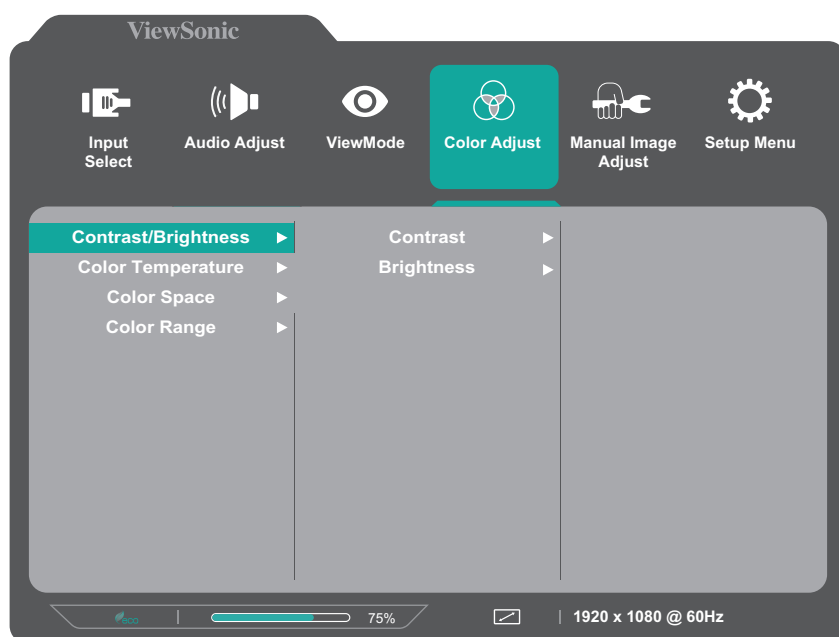 ViewSonic
Input
Select
Audio Adjust
ViewMode
Color Adjust
Manual Image
Adjust
Setup Menu
Contrast/Brightness
Contrast
Color Temperature
Brightness
Color Space
Color Range
eco
75%
1920 x 1080 @ 60Hz